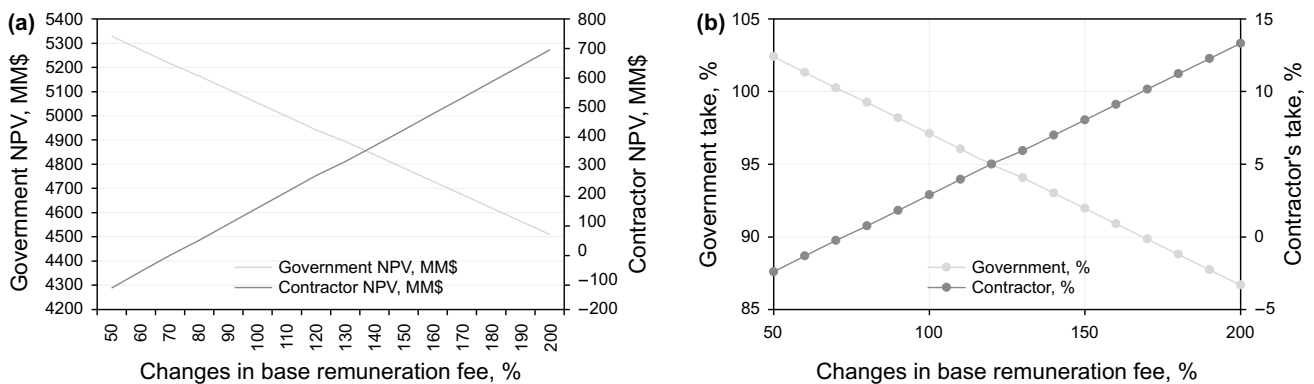 (a)
Government NPV, MM$
5400
5300
5200
5100
5000
4900
4800
4700
4600
4500
4400
4300
4200
800
700
600
500
400
300
200
100
0
−100
−200
Contractor NPV, MM$
Government NPV, MM$
Contractor NPV, MM$
50 60 70 80 90 100 110 120 130 140 150 160 170 180 190 200
Changes in base remuneration fee, %
(b)
Government take, %
105
100
95
90
85
15
10
5
0
−5
Contractor's take, %
Government, %
Contractor, %
50 100 150 200
Changes in base remuneration fee, %